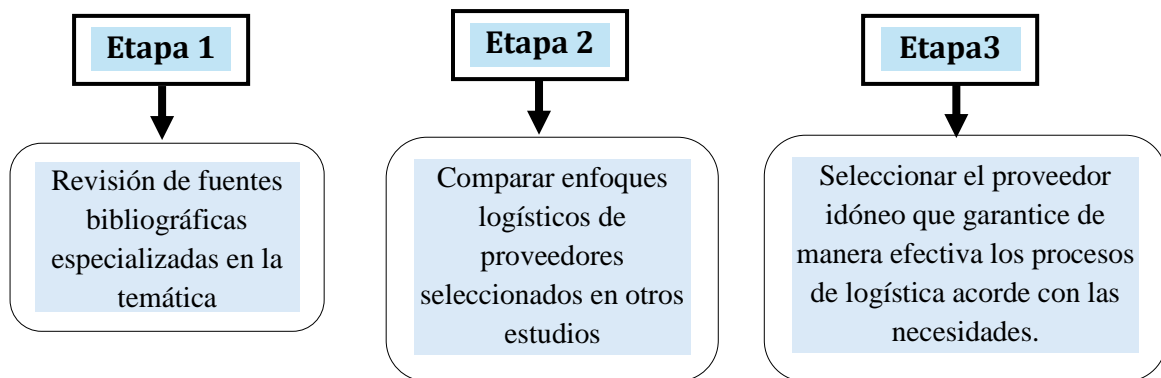 Etapa 1
Revisión de fuentes
bibliográficas
especializadas en la
temática
Etapa 2
Comparar enfoques
logísticos de
proveedores
seleccionados en otros
estudios
Etapa3
Seleccionar el proveedor
idóneo que garantice de
manera efectiva los procesos
de logística acorde con las
necesidades.